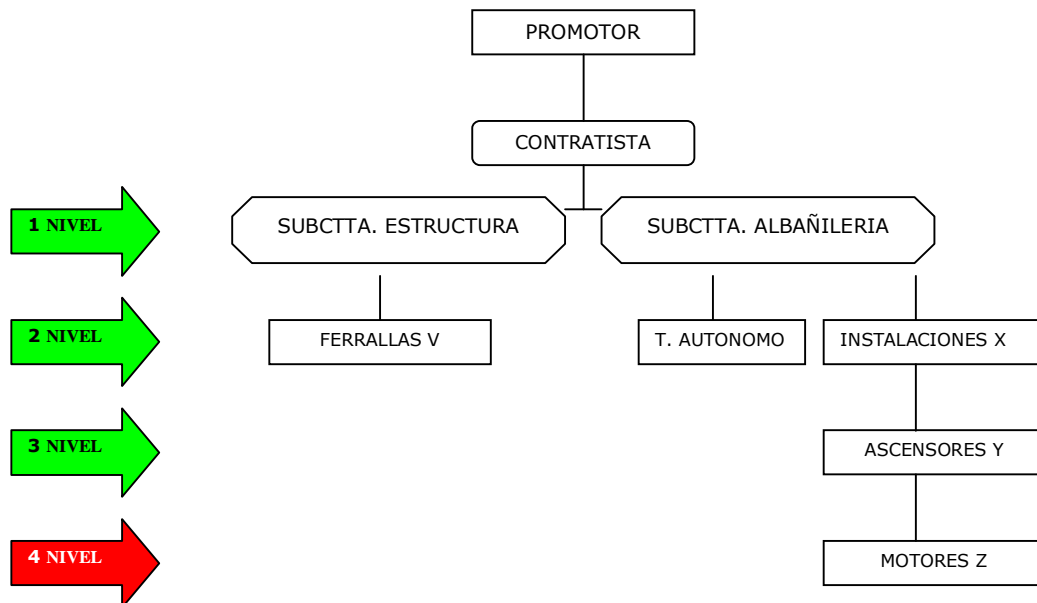 PROMOTOR
CONTRATISTA
1 NIVEL
SUBCTTA. ESTRUCTURA
SUBCTTA. ALBAÑILERIA
2 NIVEL
FERRALLAS V
T. AUTONOMO
INSTALACIONES X
3 NIVEL
ASCENSORES Y
4 NIVEL
MOTORES Z